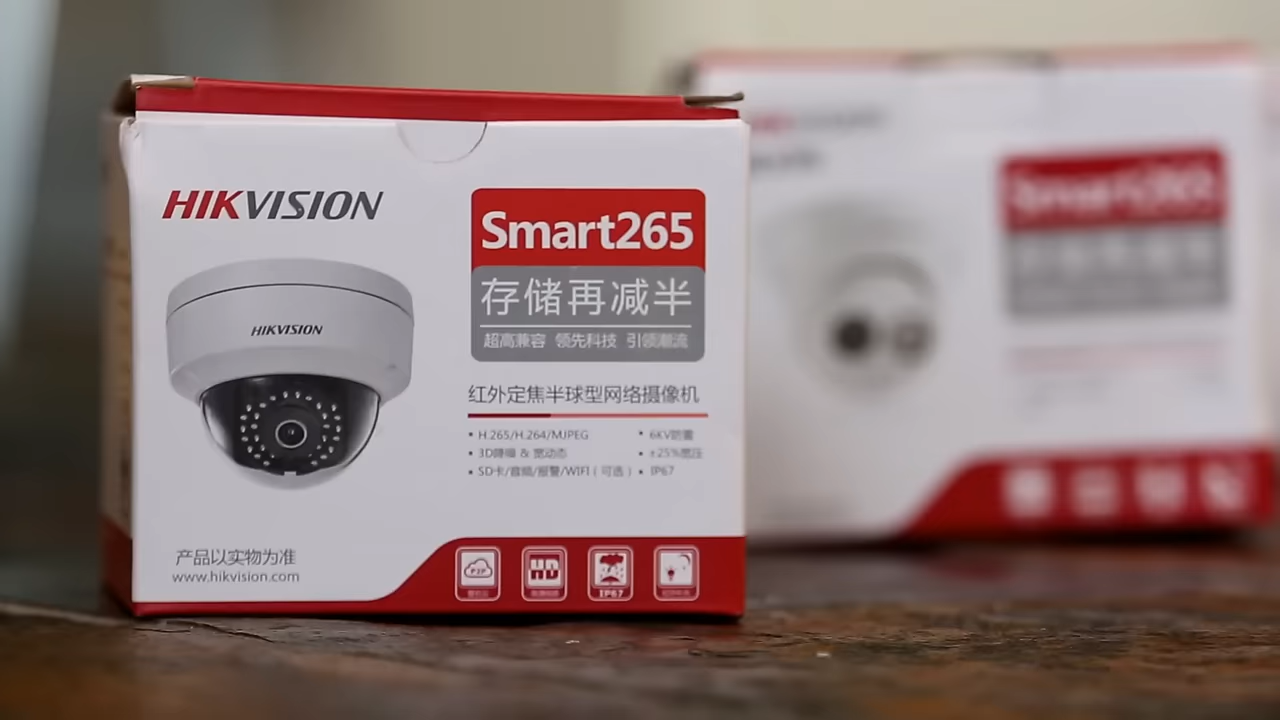 HIKVISION
Smart265
存储再减半
超高兼容 领先科技 引领潮流
HIKVISION
红外定焦半球型网络摄像机
• H.265/H.264/MJPEG
• 6KV防雷
• 3D降噪 & 宽动态
• ±25%宽压
• SD卡/音频/报警/WIFI（可选）
• IP67
产品以实物为准
www.hikvision.com
P2P
HD
IP67
Smart265